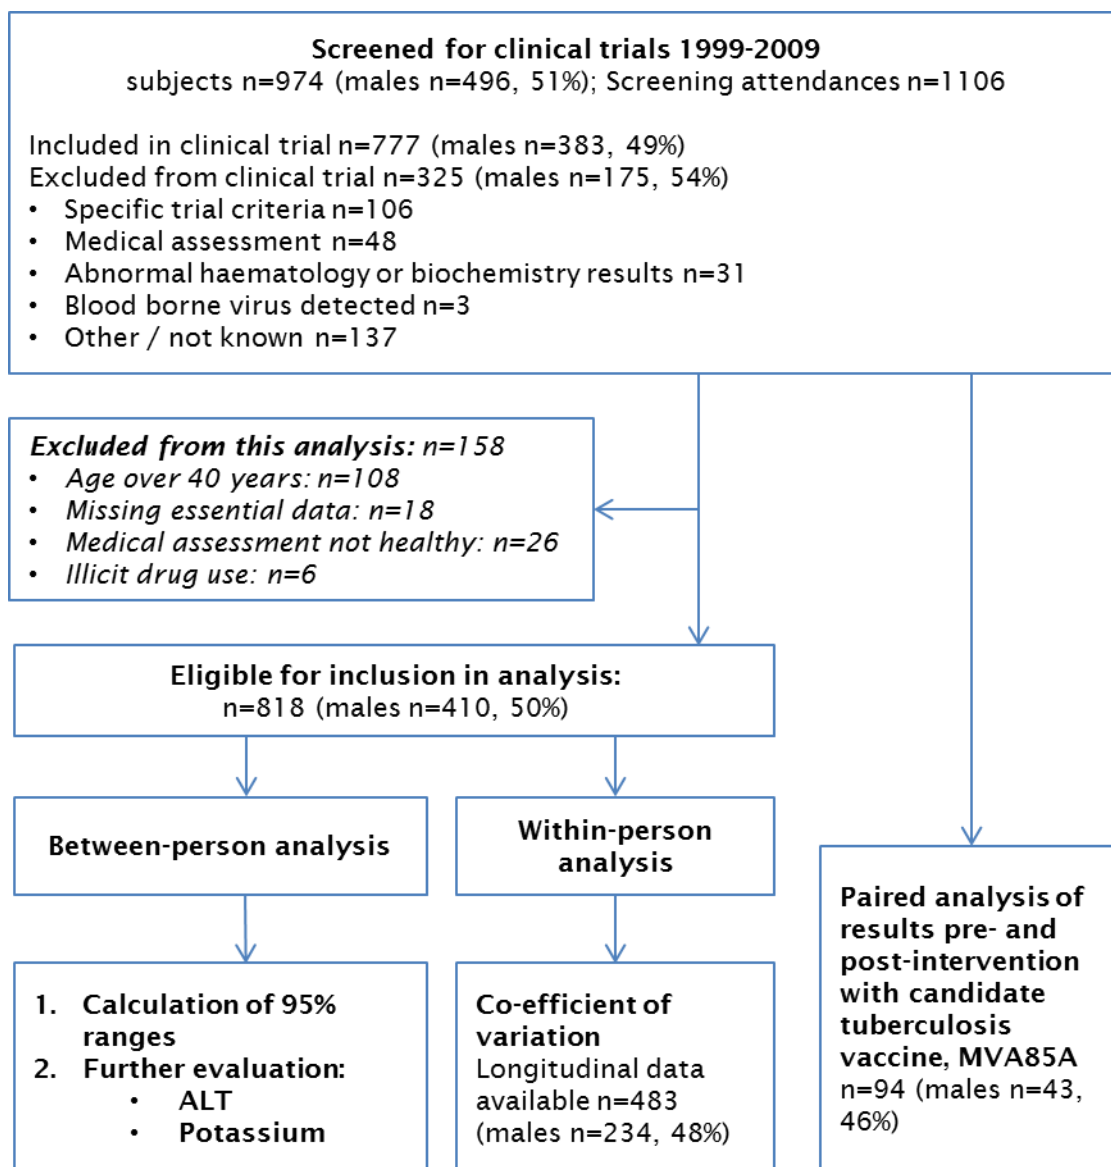 Screened for clinical trials 1999-2009
subjects n=974 (males n=496, 51%); Screening attendances n=1106
Included in clinical trial n=777 (males n=383, 49%)
Excluded from clinical trial n=325 (males n=175, 54%)
• Specific trial criteria n=106
• Medical assessment n=48
• Abnormal haematology or biochemistry results n=31
• Blood borne virus detected n=3
• Other / not known n=137
Excluded from this analysis: n=158
• Age over 40 years: n=108
• Missing essential data: n=18
• Medical assessment not healthy: n=26
• Illicit drug use: n=6
Eligible for inclusion in analysis:
n=818 (males n=410, 50%)
Between-person analysis
Within-person
analysis
1. Calculation of 95%
ranges
2. Further evaluation:
• ALT
• Potassium
Co-efficient of
variation
Longitudinal data
available n=483
(males n=234, 48%)
Paired analysis of
results pre- and
post-intervention
with candidate
tuberculosis
vaccine, MVA85A
n=94 (males n=43,
46%)